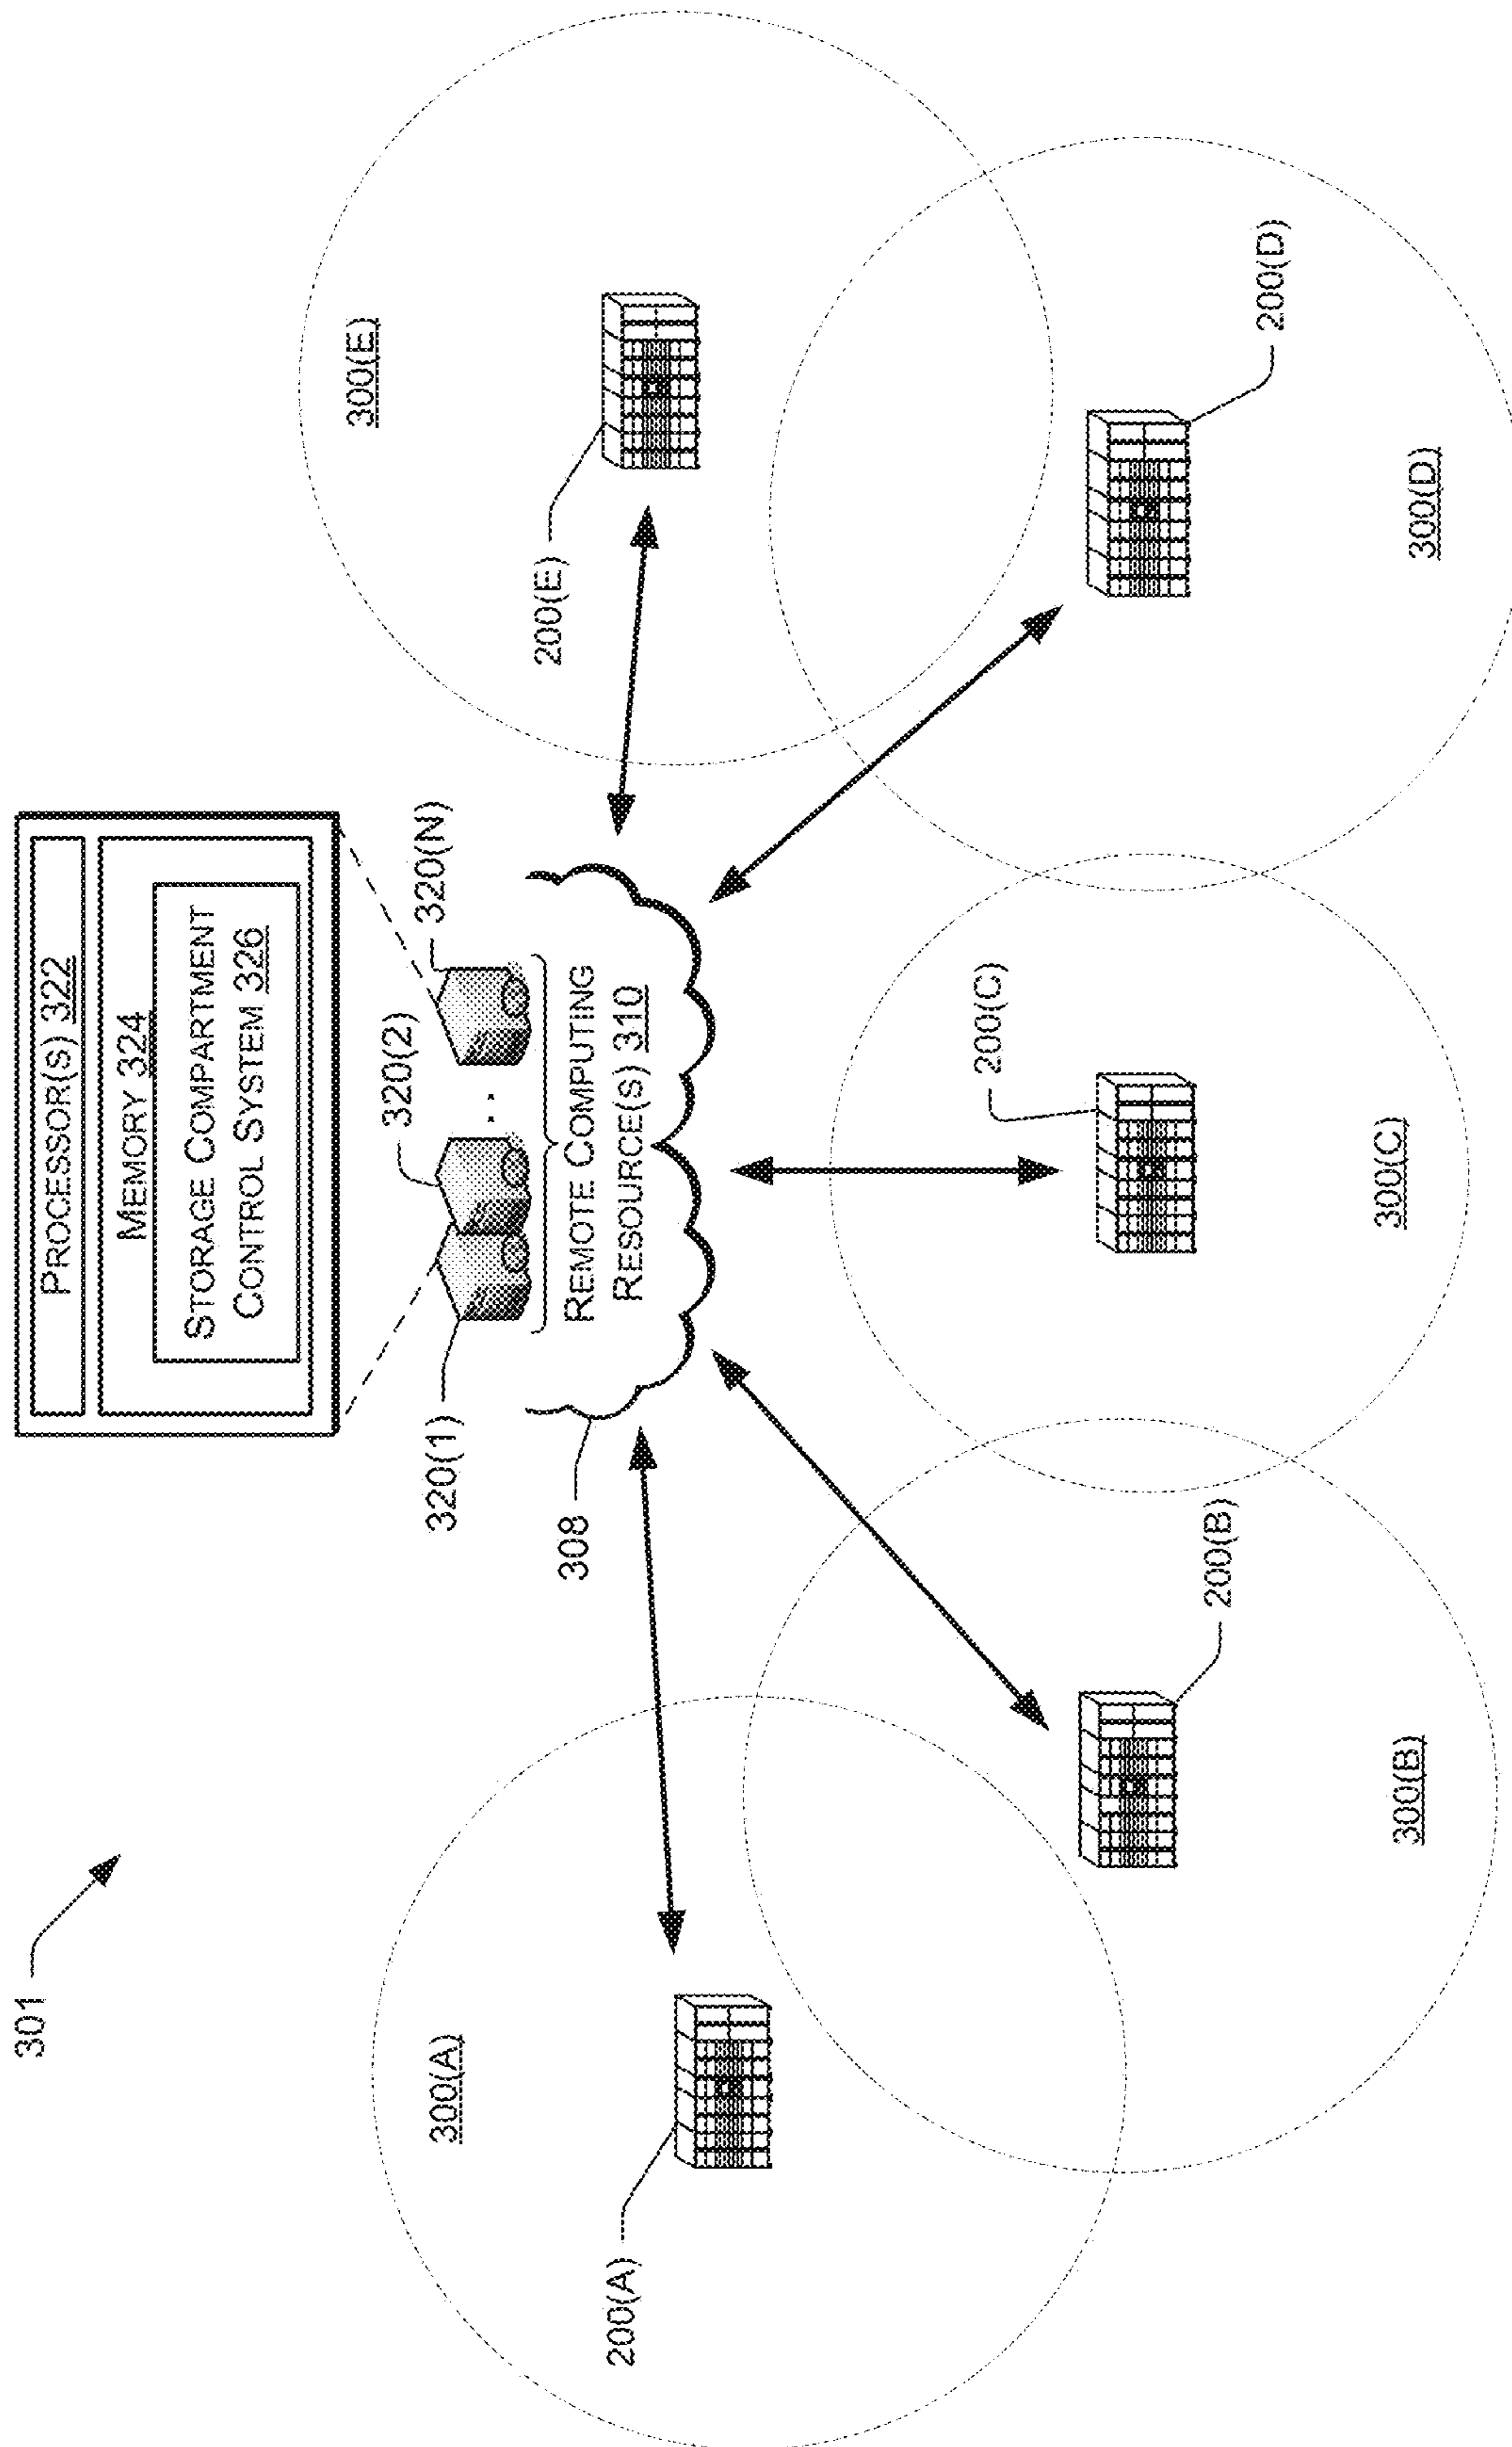 301
PROCESSOR(S) 322
MEMORY 324
STORAGE COMPARTMENT
CONTROL SYSTEM 326
320(1)
320(2)
320(N)
308
REMOTE COMPUTING
RESOURCE(S) 310
300(A)
200(A)
300(E)
200(E)
200(B)
300(B)
200(C)
300(C)
200(D)
300(D)